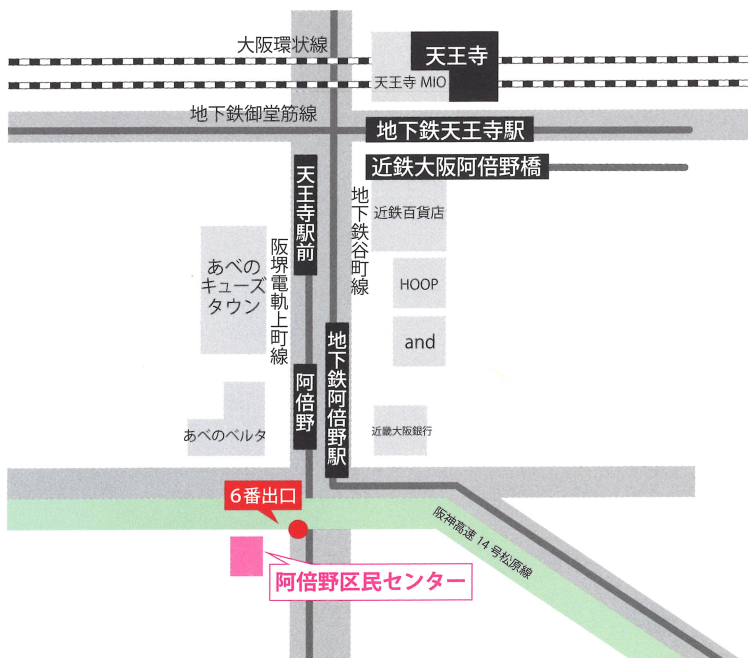 大阪環状線
天王寺
天王寺 MIO
地下鉄御堂筋線
地下鉄天王寺駅
近鉄大阪阿倍野橋
天王寺駅前
地下鉄谷町線
近鉄百貨店
あべの
キューズ
タウン
阪堺電軌上町線
HOOP
and
地下鉄阿倍野駅
阿倍野
あべのベルタ
近畿大阪銀行
6番出口
阪神高速 14 号松原線
阿倍野区民センター